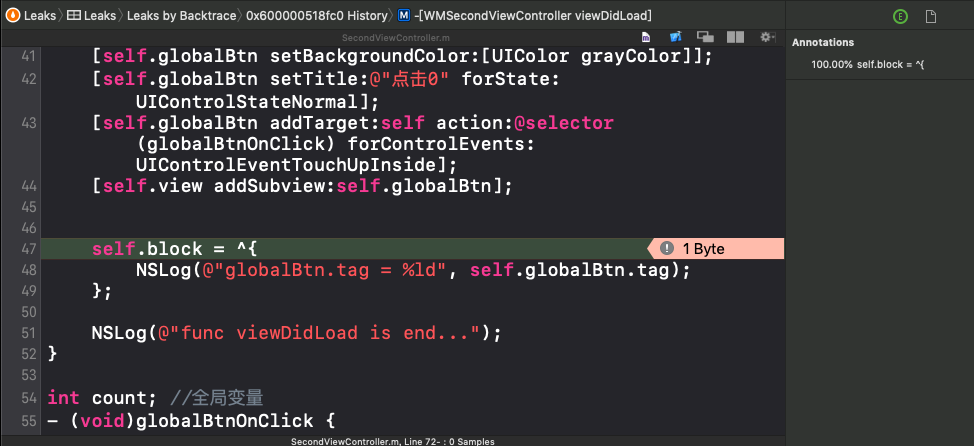 Leaks Leaks Leaks by Backtrace 0x600000518fc0 History M -[WMSecondViewController viewDidLoad]
E
SecondViewController.m
m
Annotations
100.00% self.block = ^{
41 [self.globalBtn setBackgroundColor:[UIColor grayColor]];
42 [self.globalBtn setTitle:@"点击0" forState:
UIControlStateNormal];
43 [self.globalBtn addTarget:self action:@selector
(globalBtnOnClick) forControlEvents:
UIControlEventTouchUpInside];
44 [self.view addSubview:self.globalBtn];
45
46
47 self.block = ^{ ! 1 Byte
48 NSLog(@"globalBtn.tag = %ld", self.globalBtn.tag);
49 };
50
51 NSLog(@"func viewDidLoad is end...");
52 }
53
54 int count; //全局变量
55 - (void)globalBtnOnClick {
SecondViewController.m, Line 72- : 0 Samples